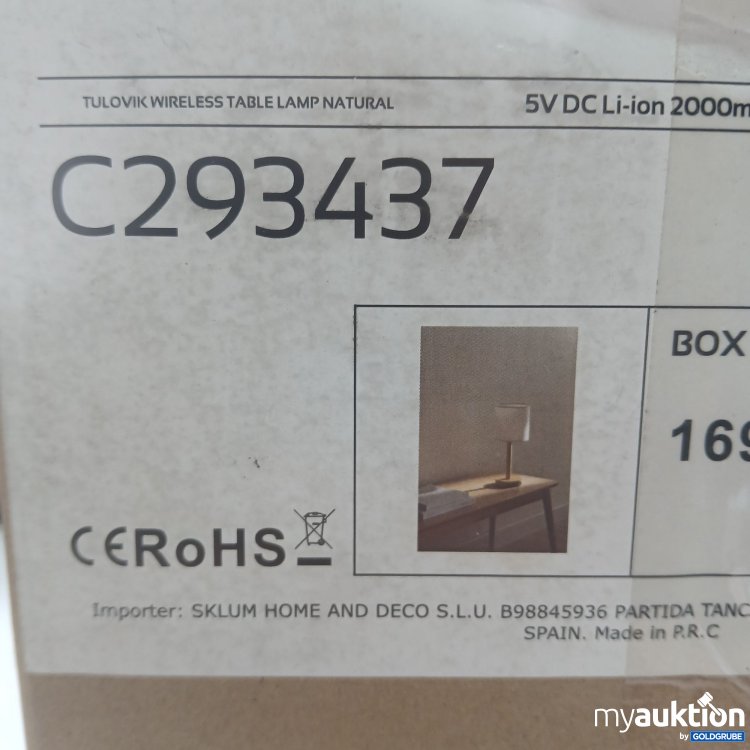 TULOVIK WIRELESS TABLE LAMP NATURAL 5V DC Li-ion 2000m
C293437
BOX
169
CE RoHS
Importer: SKLUM HOME AND DECO S.L.U. B98845936 PARTIDA TANC
SPAIN. Made in P.R.C
myauktion
by GOLDGRUBE